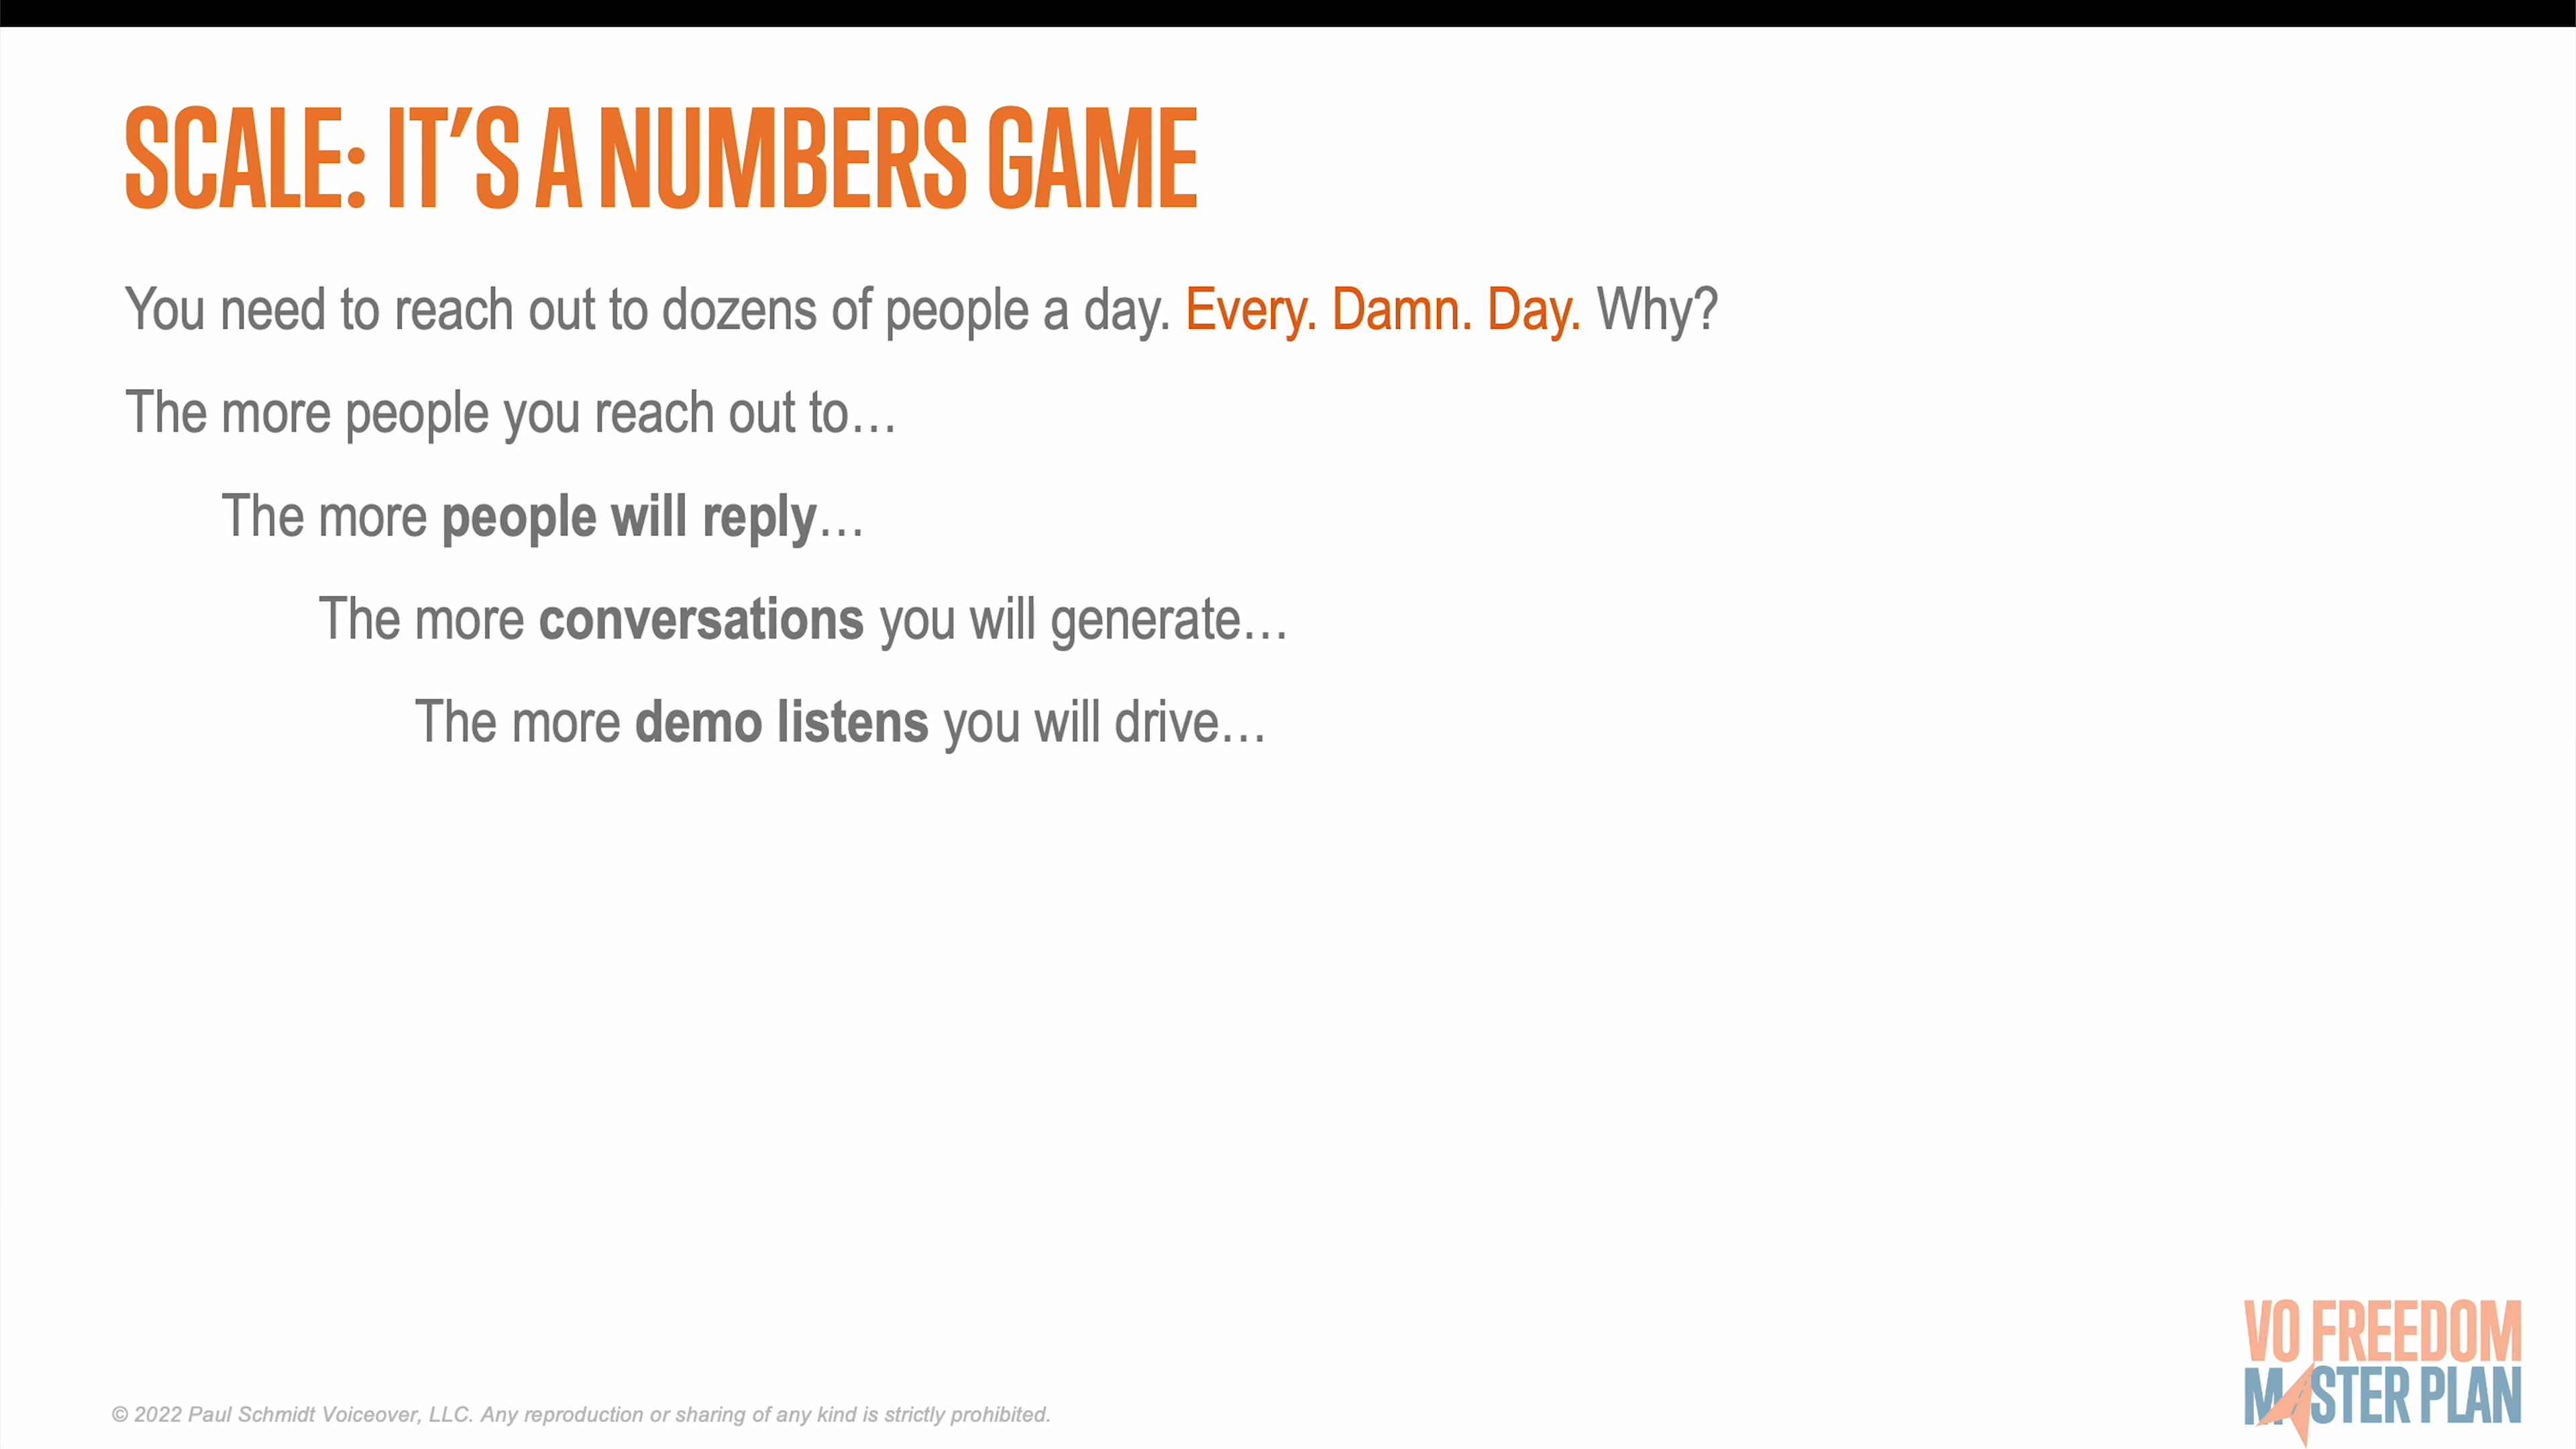 SCALE: IT'S A NUMBERS GAME
You need to reach out to dozens of people a day. Every. Damn. Day. Why?
The more people you reach out to…
The more people will reply…
The more conversations you will generate…
The more demo listens you will drive…
© 2022 Paul Schmidt Voiceover, LLC. Any reproduction or sharing of any kind is strictly prohibited.
VO FREEDOM
MASTER PLAN